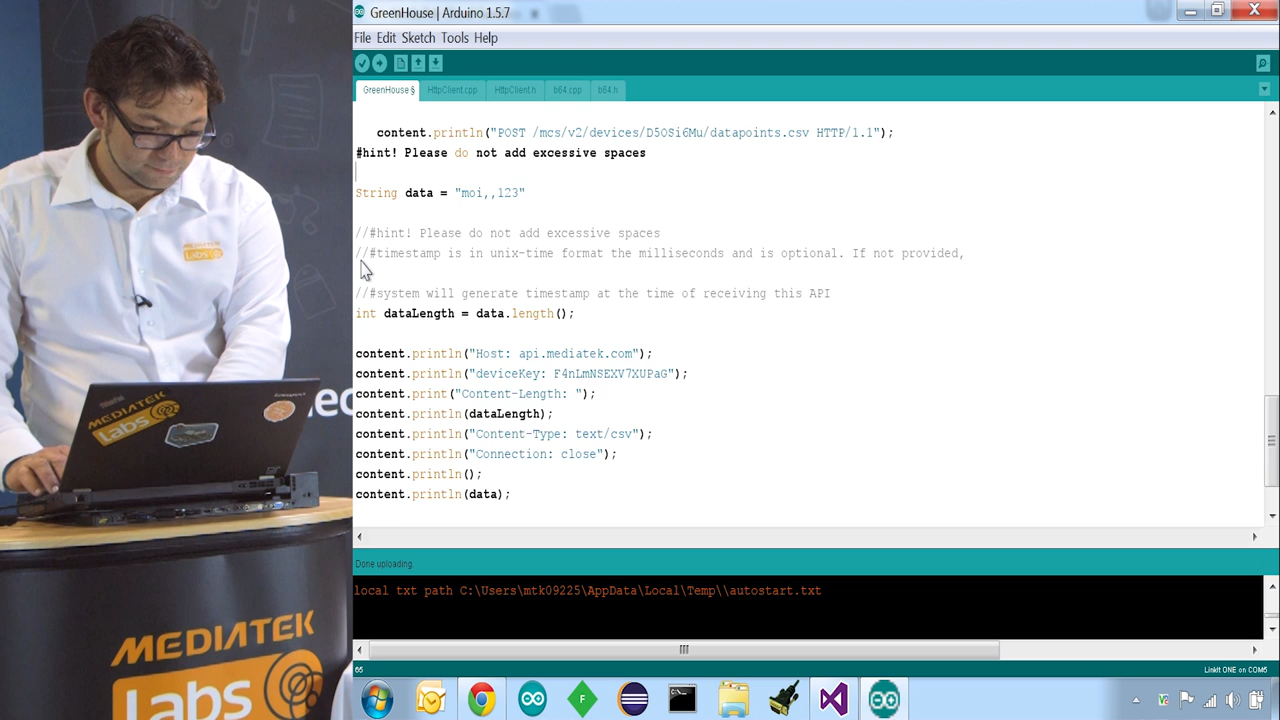 GreenHouse | Arduino 1.5.7
File Edit Sketch Tools Help
GreenHouse § HttpClient.cpp HttpClient.h b64.cpp b64.h
content.println("POST /mcs/v2/devices/D5OSi6Mu/datapoints.csv HTTP/1.1");
#hint! Please do not add excessive spaces
String data = "moi,,123"
//#hint! Please do not add excessive spaces
//#timestamp is in unix-time format the milliseconds and is optional. If not provided,
//#system will generate timestamp at the time of receiving this API
int dataLength = data.length();
content.println("Host: api.mediatek.com");
content.println("deviceKey: F4nLmNSEXV7XUPaG");
content.print("Content-Length: ");
content.println(dataLength);
content.println("Content-Type: text/csv");
content.println("Connection: close");
content.println();
content.println(data);
Done uploading.
local txt path C:\Users\mtk09225\AppData\Local\Temp\\autostart.txt
65
LinkIt ONE on COM5
MEDIATEK
labs
MEDIATEK
labs
MEDIATEK
labs